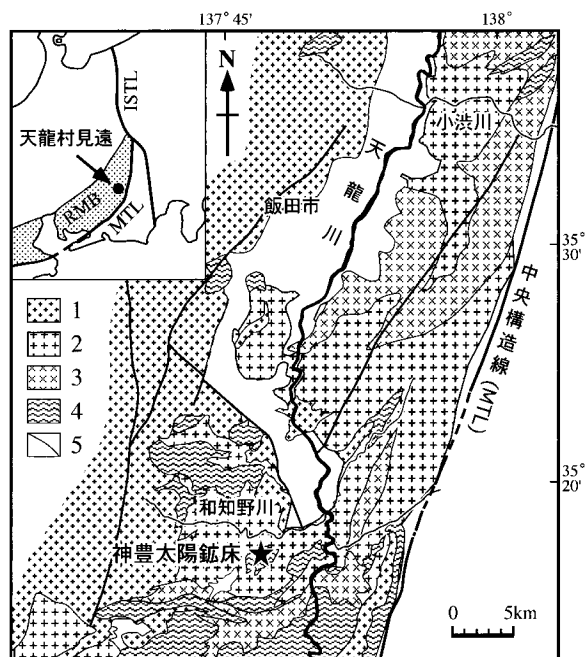 137°45′
138°
N
ISTL
天龍村見遠
RMB
MTL
小渋川
天龍川
飯田市
35°
30′
中央構造線(MTL)
1
2
3
4
5
35°
20′
和知野川
神豊太陽鉱床
0 5km